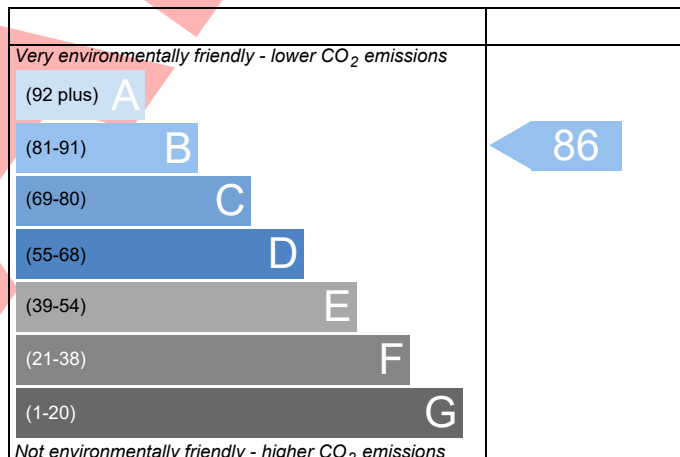 Very environmentally friendly - lower CO2 emissions
(92 plus) A
(81-91) B
86
(69-80) C
(55-68) D
(39-54) E
(21-38) F
(1-20) G
Not environmentally friendly - higher CO2 emissions